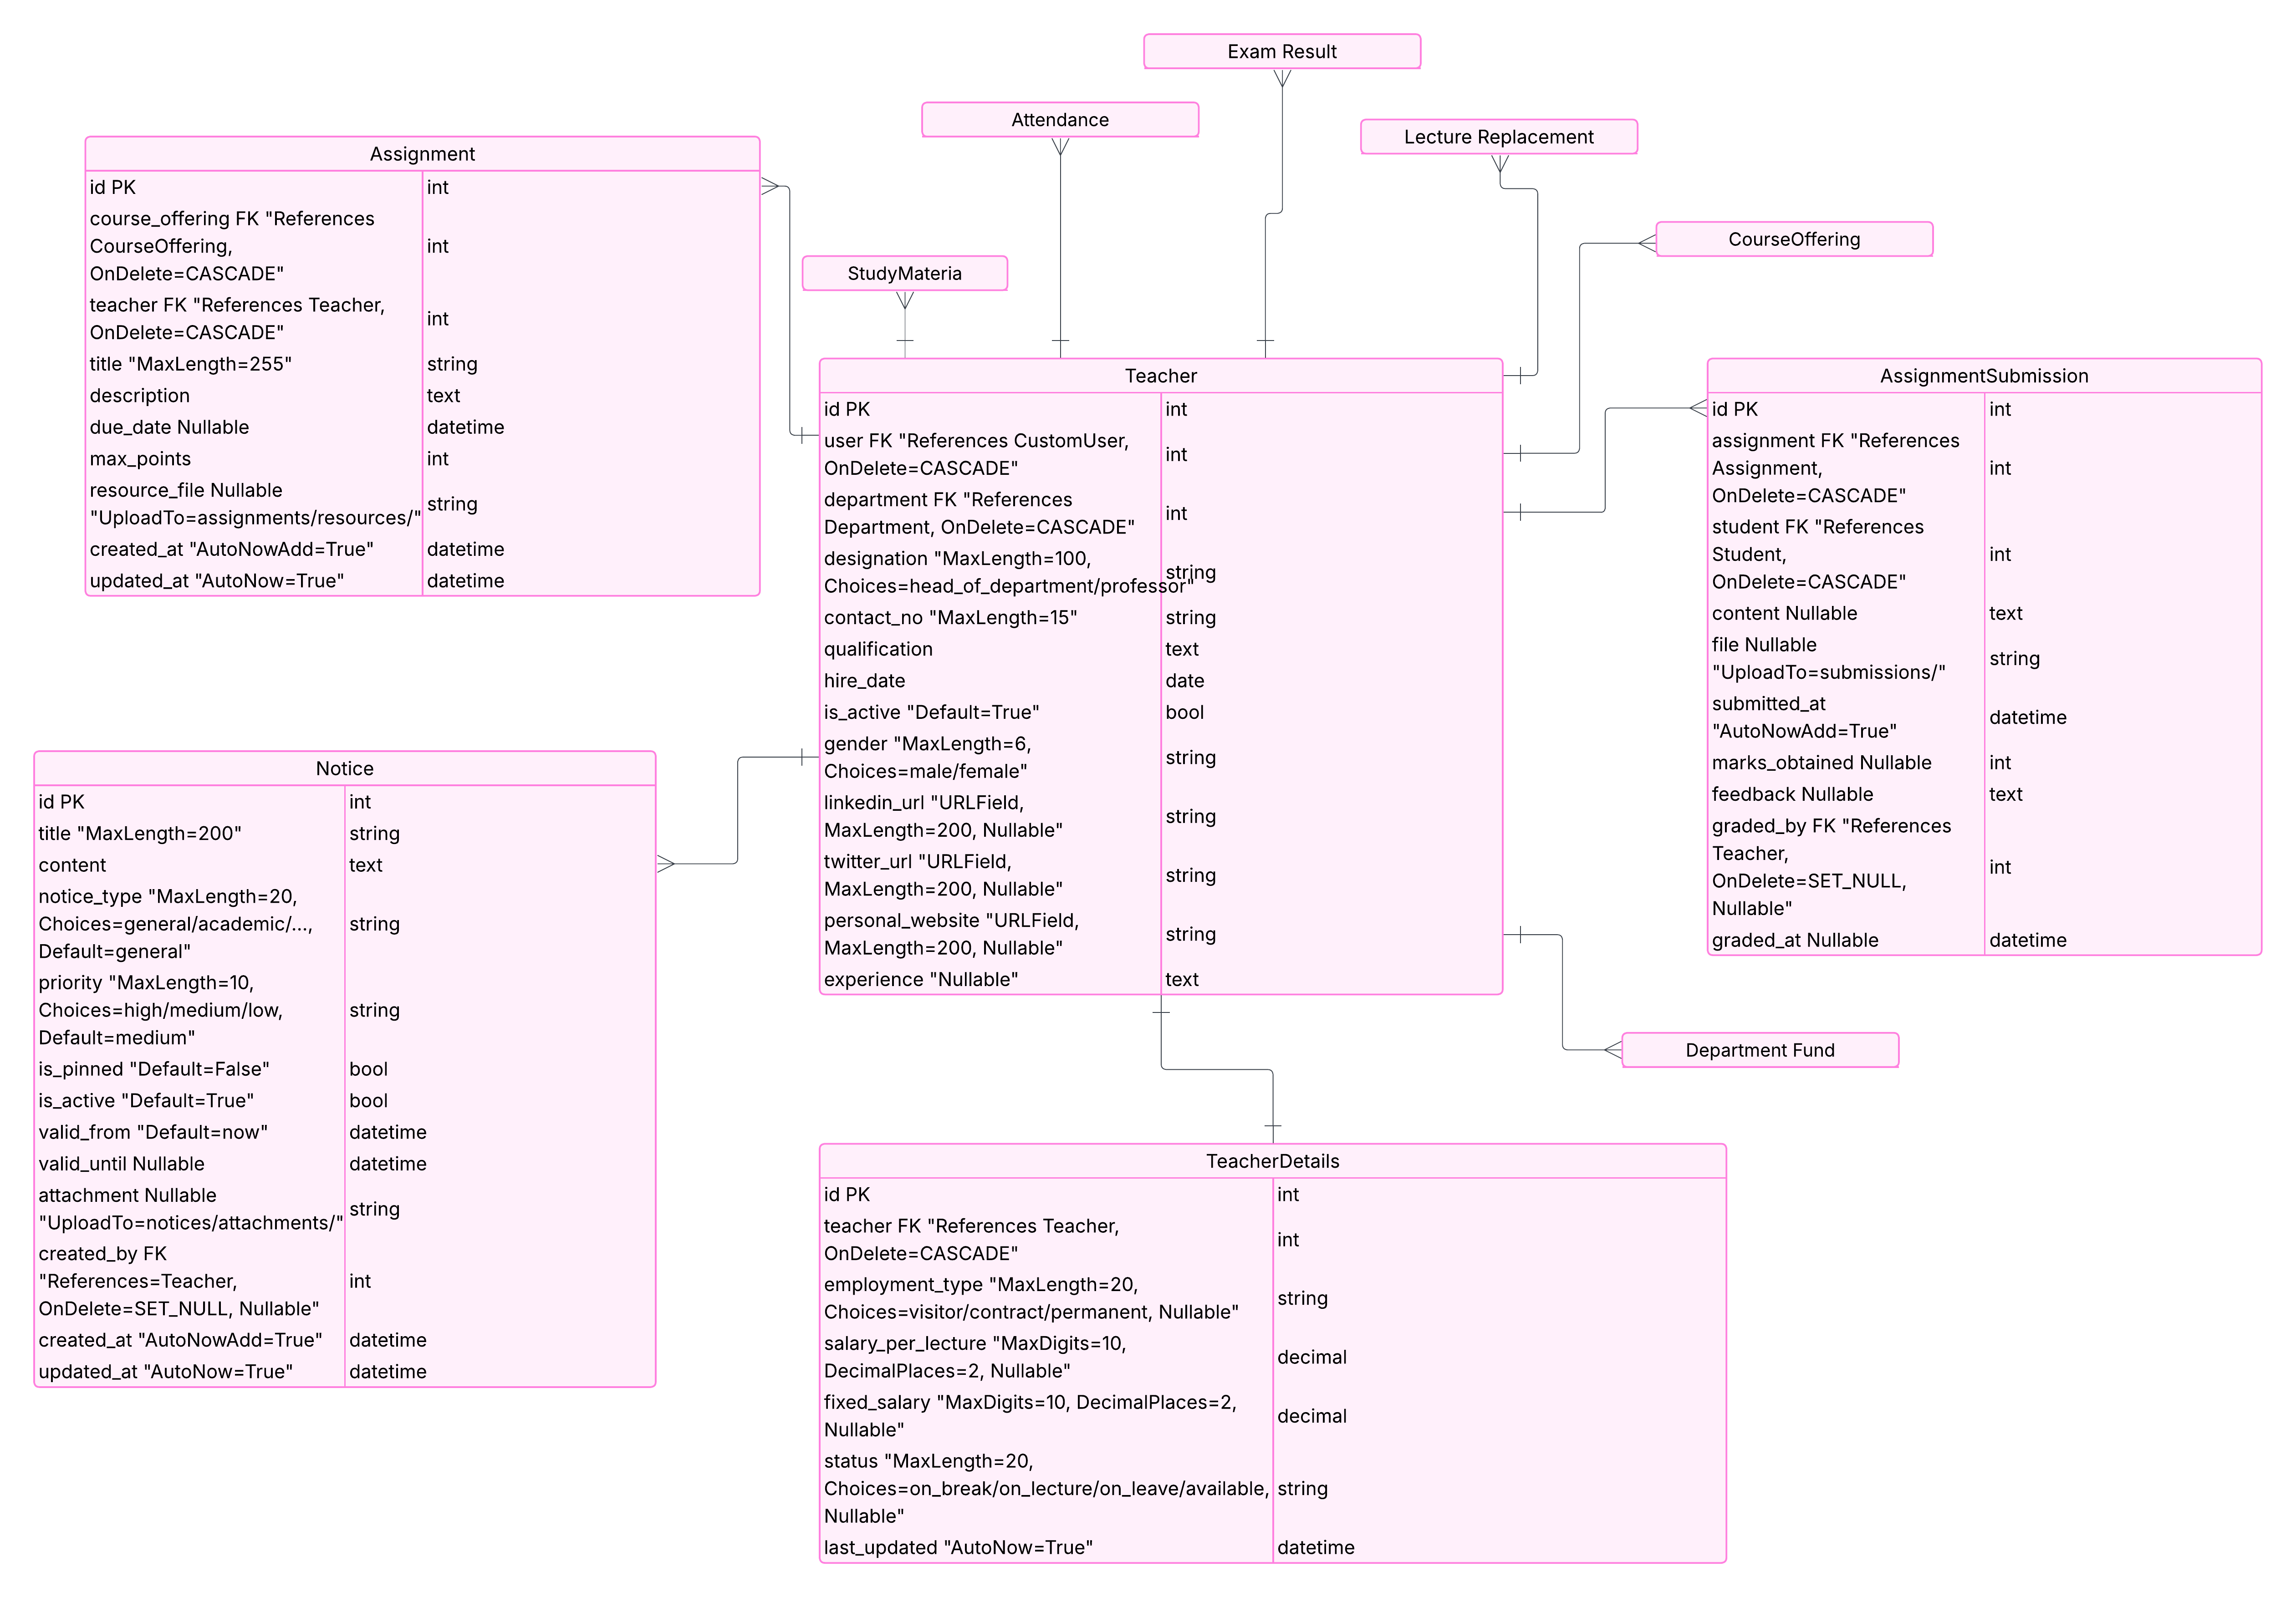 Exam Result
Attendance
Lecture Replacement
Assignment
id PK
int
course_offering FK "References
CourseOffering,
OnDelete=CASCADE"
int
teacher FK "References Teacher,
OnDelete=CASCADE"
int
title "MaxLength=255"
string
description
text
due_date Nullable
datetime
max_points
int
resource_file Nullable
"UploadTo=assignments/resources/"
string
created_at "AutoNowAdd=True"
datetime
updated_at "AutoNow=True"
datetime
StudyMateria
CourseOffering
Teacher
id PK
int
user FK "References CustomUser,
OnDelete=CASCADE"
int
department FK "References
Department, OnDelete=CASCADE"
int
designation "MaxLength=100,
Choices=head_of_department/professor"
string
contact_no "MaxLength=15"
string
qualification
text
hire_date
date
is_active "Default=True"
bool
gender "MaxLength=6,
Choices=male/female"
string
linkedin_url "URLField,
MaxLength=200, Nullable"
string
twitter_url "URLField,
MaxLength=200, Nullable"
string
personal_website "URLField,
MaxLength=200, Nullable"
string
experience "Nullable"
text
AssignmentSubmission
id PK
int
assignment FK "References
Assignment,
OnDelete=CASCADE"
int
student FK "References
Student,
OnDelete=CASCADE"
int
content Nullable
text
file Nullable
"UploadTo=submissions/"
string
submitted_at
"AutoNowAdd=True"
datetime
marks_obtained Nullable
int
feedback Nullable
text
graded_by FK "References
Teacher,
OnDelete=SET_NULL,
Nullable"
int
graded_at Nullable
datetime
Notice
id PK
int
title "MaxLength=200"
string
content
text
notice_type "MaxLength=20,
Choices=general/academic/...,
Default=general"
string
priority "MaxLength=10,
Choices=high/medium/low,
Default=medium"
string
is_pinned "Default=False"
bool
is_active "Default=True"
bool
valid_from "Default=now"
datetime
valid_until Nullable
datetime
attachment Nullable
"UploadTo=notices/attachments/"
string
created_by FK
"References=Teacher,
OnDelete=SET_NULL, Nullable"
int
created_at "AutoNowAdd=True"
datetime
updated_at "AutoNow=True"
datetime
Department Fund
TeacherDetails
id PK
int
teacher FK "References Teacher,
OnDelete=CASCADE"
int
employment_type "MaxLength=20,
Choices=visitor/contract/permanent, Nullable"
string
salary_per_lecture "MaxDigits=10,
DecimalPlaces=2, Nullable"
decimal
fixed_salary "MaxDigits=10, DecimalPlaces=2,
Nullable"
decimal
status "MaxLength=20,
Choices=on_break/on_lecture/on_leave/available,
Nullable"
string
last_updated "AutoNow=True"
datetime